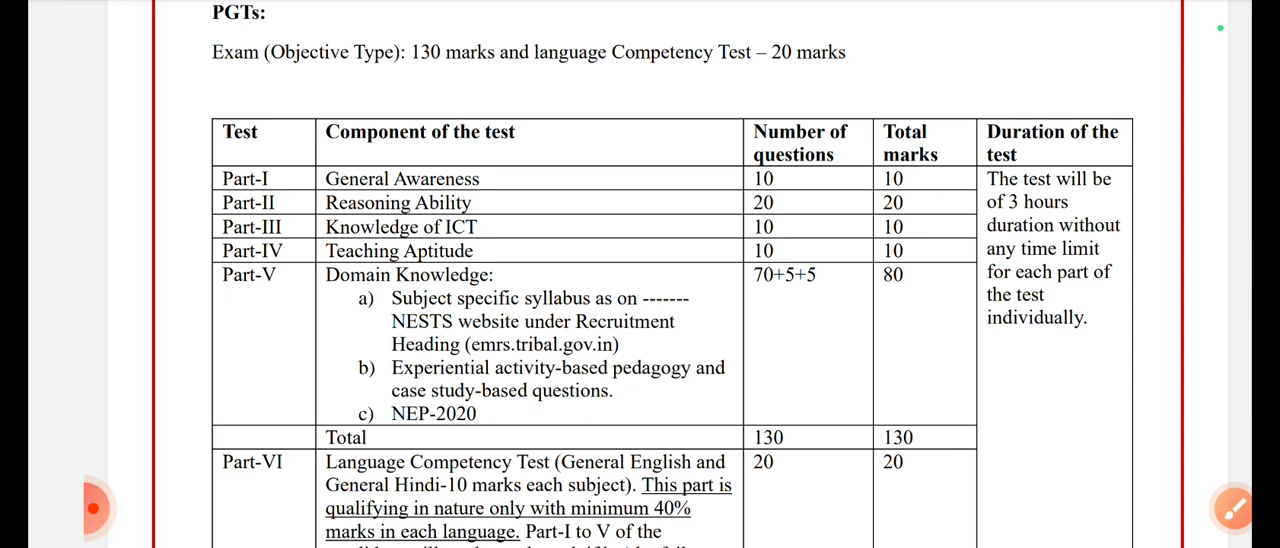 PGTs:
Exam (Objective Type): 130 marks and language Competency Test – 20 marks
Test Component of the test Number of questions Total marks Duration of the test
Part-I General Awareness 10 10 The test will be
Part-II Reasoning Ability 20 20 of 3 hours
Part-III Knowledge of ICT 10 10 duration without
Part-IV Teaching Aptitude 10 10 any time limit
Part-V Domain Knowledge: 70+5+5 80 for each part of
a) Subject specific syllabus as on ------- the test
NESTS website under Recruitment individually.
Heading (emrs.tribal.gov.in)
b) Experiential activity-based pedagogy and
case study-based questions.
c) NEP-2020
Total 130 130
Part-VI Language Competency Test (General English and 20 20
General Hindi-10 marks each subject). This part is
qualifying in nature only with minimum 40%
marks in each language. Part-I to V of the